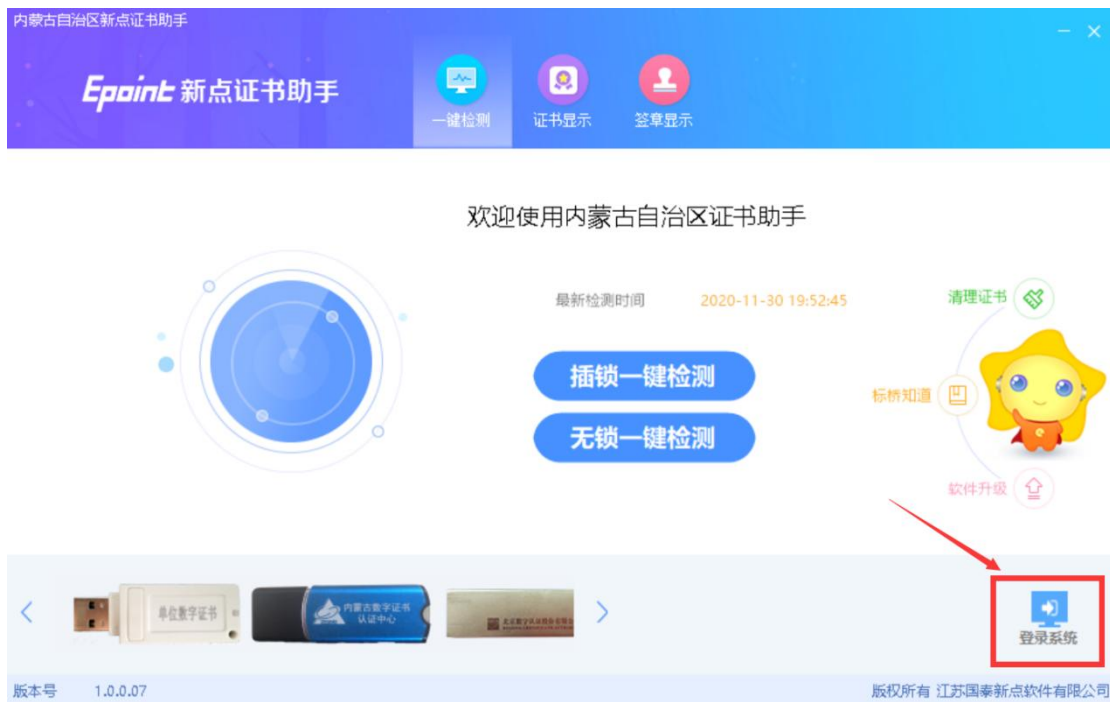 内蒙古自治区新点证书助手
Epoint 新点证书助手
一键检测
证书显示
签章显示
欢迎使用内蒙古自治区证书助手
最新检测时间 2020-11-30 19:52:45
清理证书
插锁一键检测
标桥知道
无锁一键检测
软件升级
单位数字证书
内蒙古数字证书
认证中心
登录系统
版本号 1.0.0.07
版权所有 江苏国泰新点软件有限公司